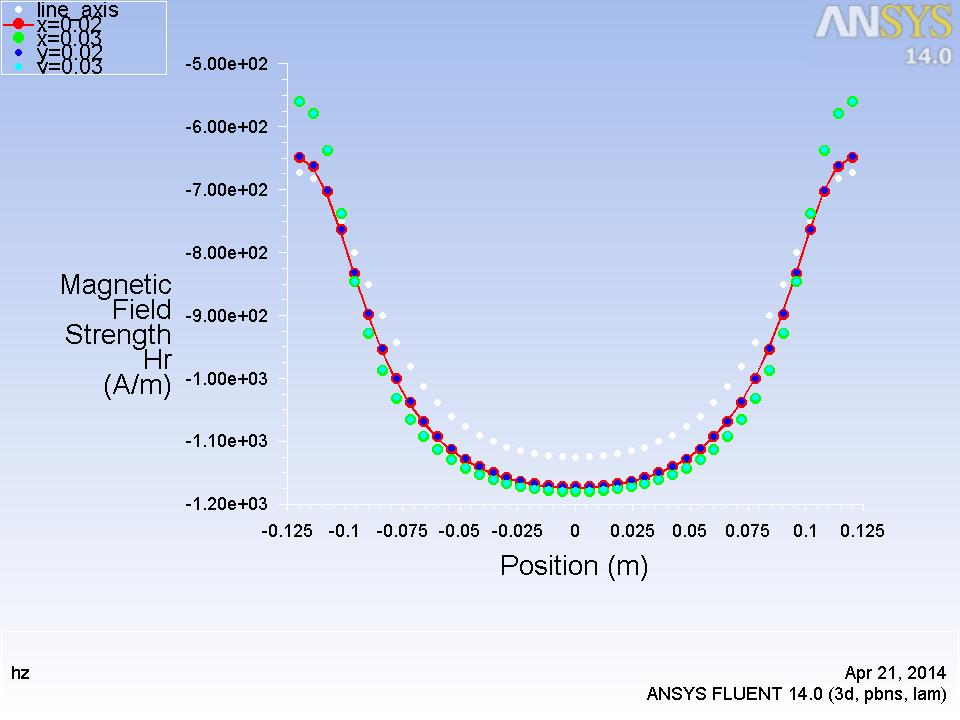 line_axis
x=0.02
x=0.03
y=0.02
y=0.03
ANSYS
14.0
-5.00e+02
-6.00e+02
-7.00e+02
-8.00e+02
-9.00e+02
-1.00e+03
-1.10e+03
-1.20e+03
Magnetic
Field
Strength
Hr
(A/m)
-0.125 -0.1 -0.075 -0.05 -0.025 0 0.025 0.05 0.075 0.1 0.125
Position (m)
hz
Apr 21, 2014
ANSYS FLUENT 14.0 (3d, pbns, lam)